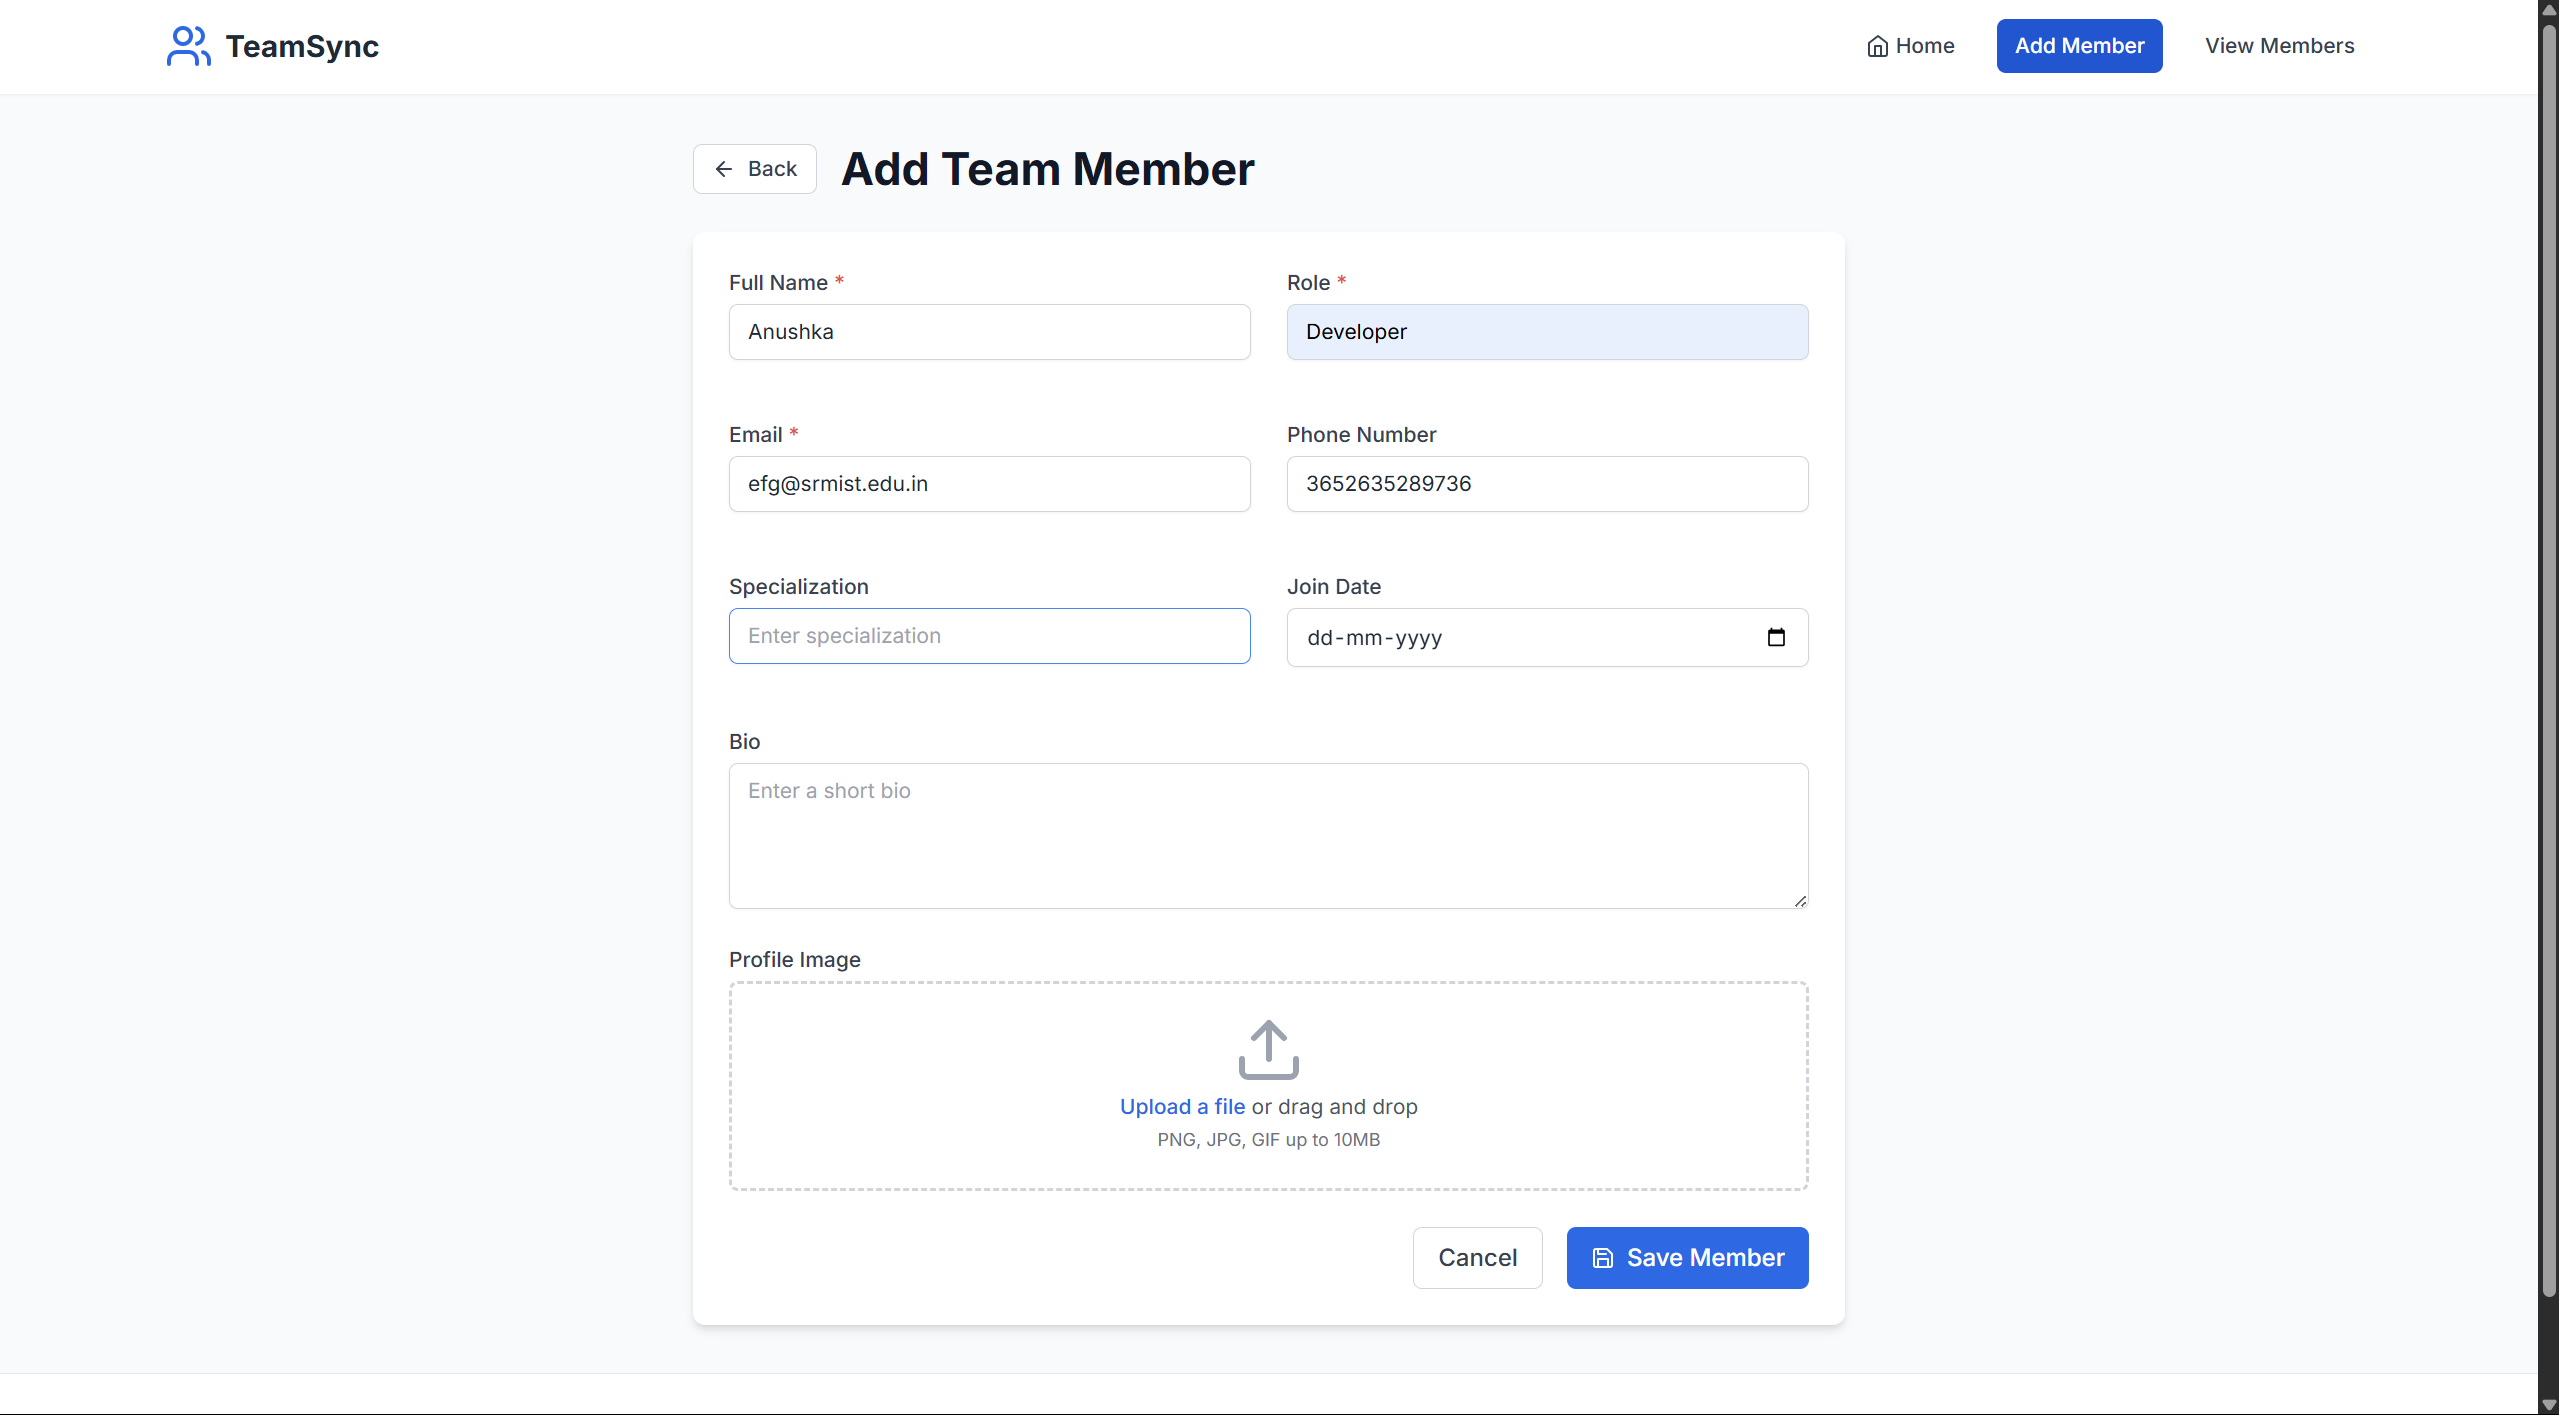 TeamSync
Home
Add Member
View Members
Back
Add Team Member
Full Name *
Role *
Anushka
Developer
Email *
Phone Number
efg@srmist.edu.in
3652635289736
Specialization
Join Date
Enter specialization
dd-mm-yyyy
Bio
Enter a short bio
Profile Image
Upload a file or drag and drop
PNG, JPG, GIF up to 10MB
Cancel
Save Member